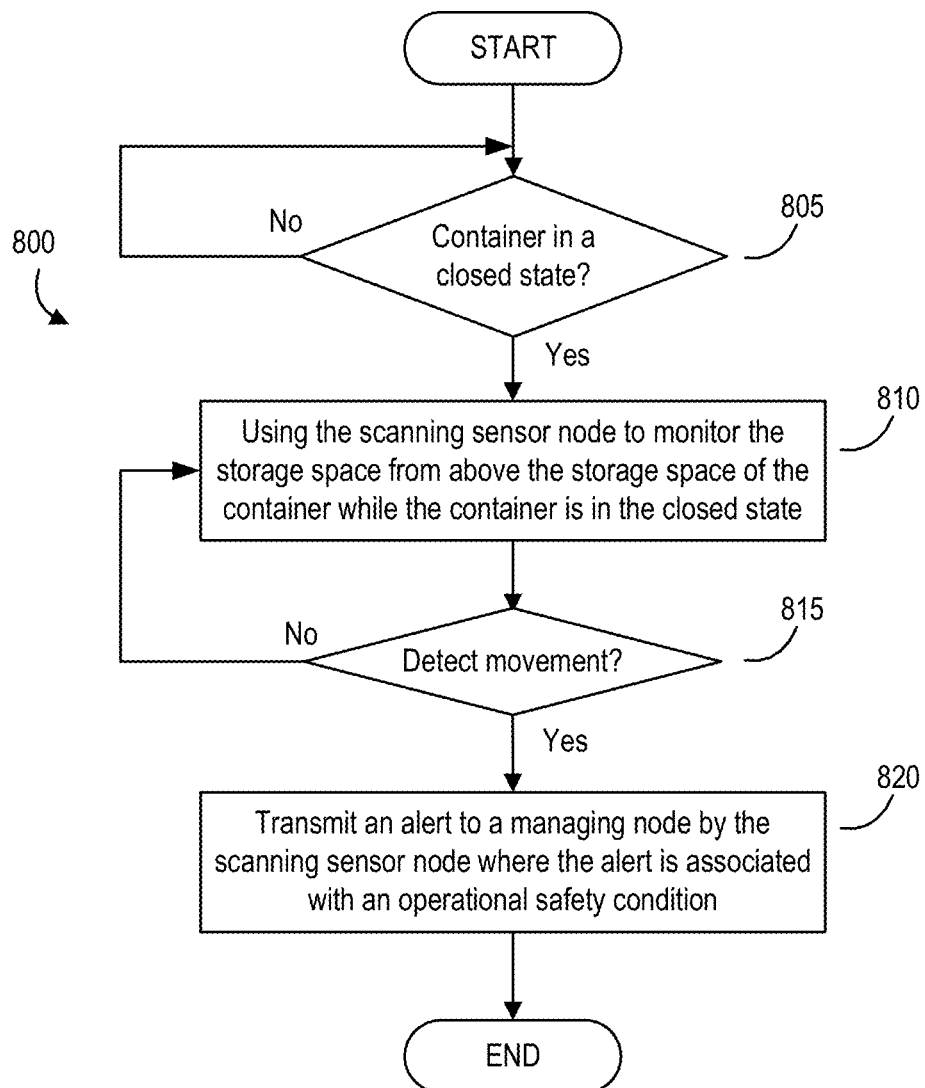 START
No
Container in a
closed state?
805
800
Yes
810
Using the scanning sensor node to monitor the
storage space from above the storage space of the
container while the container is in the closed state
No
Detect movement?
815
Yes
820
Transmit an alert to a managing node by the
scanning sensor node where the alert is associated
with an operational safety condition
END